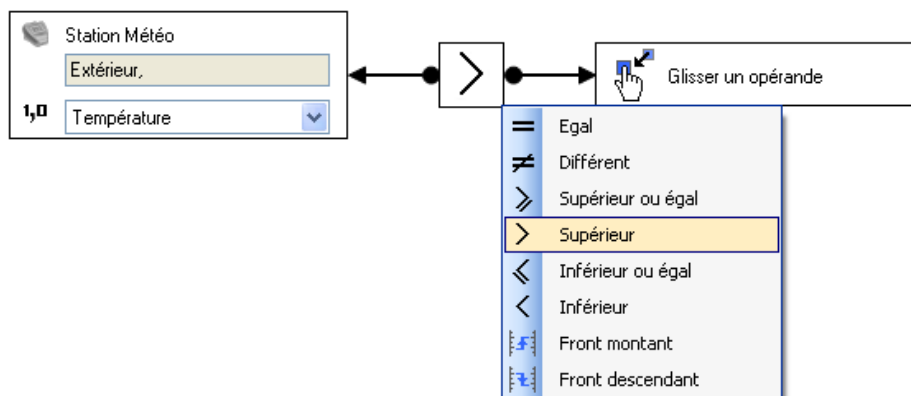 Station Météo
Extérieur,
1,0
Température
>
Glisser un opérande
= Egal
≠ Différent
⩾ Supérieur ou égal
> Supérieur
⩽ Inférieur ou égal
< Inférieur
Front montant
Front descendant